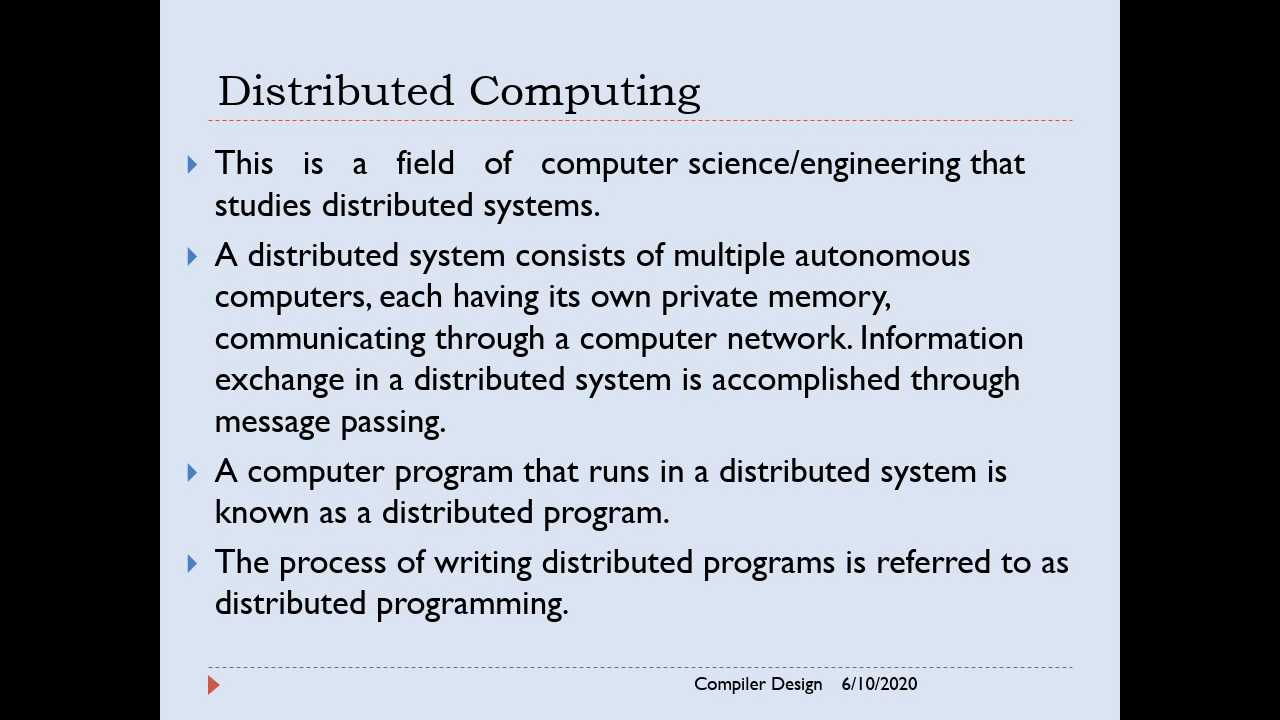 Distributed Computing
This is a field of computer science/engineering that
studies distributed systems.
A distributed system consists of multiple autonomous
computers, each having its own private memory,
communicating through a computer network. Information
exchange in a distributed system is accomplished through
message passing.
A computer program that runs in a distributed system is
known as a distributed program.
The process of writing distributed programs is referred to as
distributed programming.
Compiler Design 6/10/2020